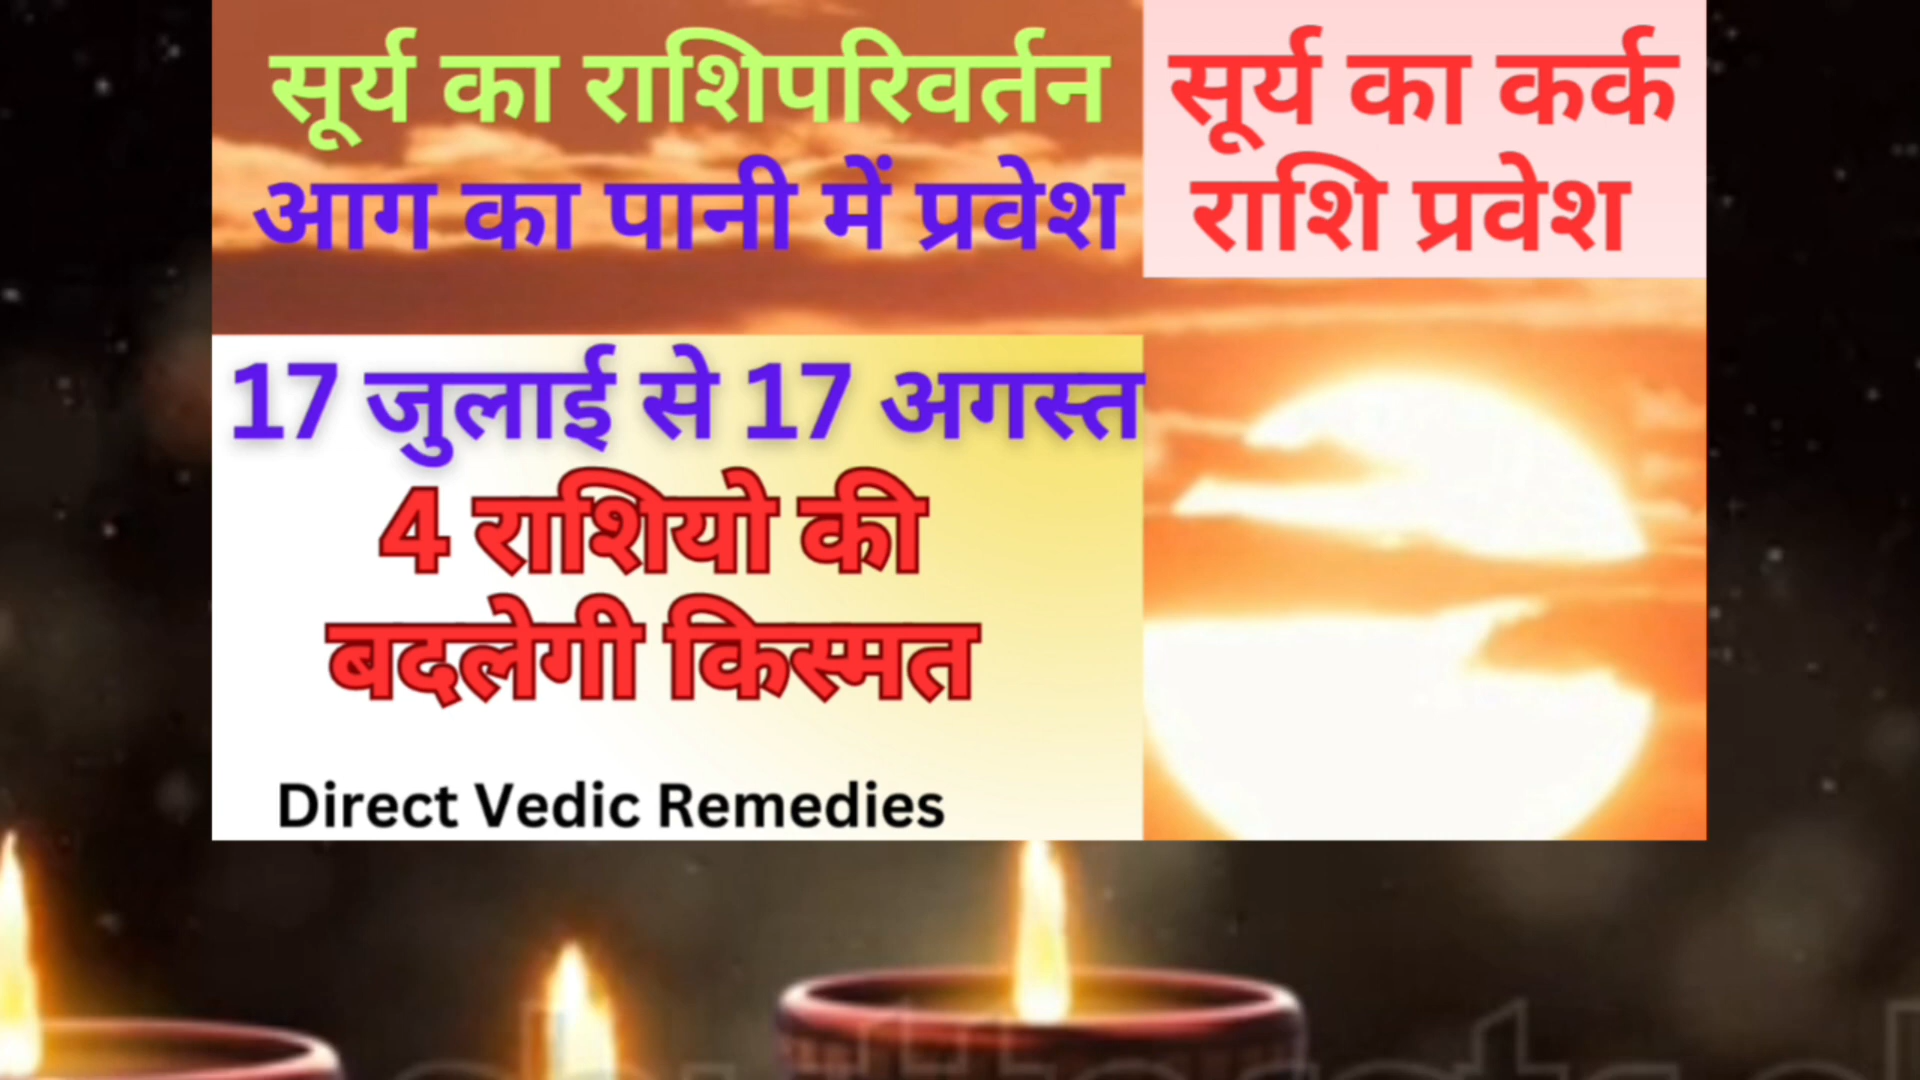 सूर्य का राशिपरिवर्तन
आग का पानी में प्रवेश
सूर्य का कर्क
राशि प्रवेश
17 जुलाई से 17 अगस्त
4 राशियो की
बदलेगी किस्मत
Direct Vedic Remedies